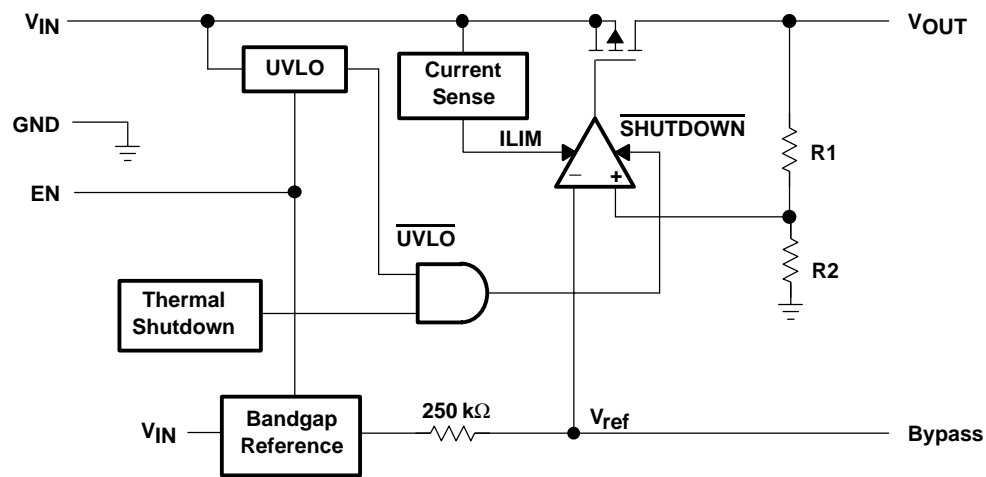 VIN
VOUT
UVLO
Current
Sense
GND
SHUTDOWN
ILIM
R1
−
+
EN
UVLO
R2
Thermal
Shutdown
250 kΩ
VIN
Bandgap
Reference
Vref
Bypass